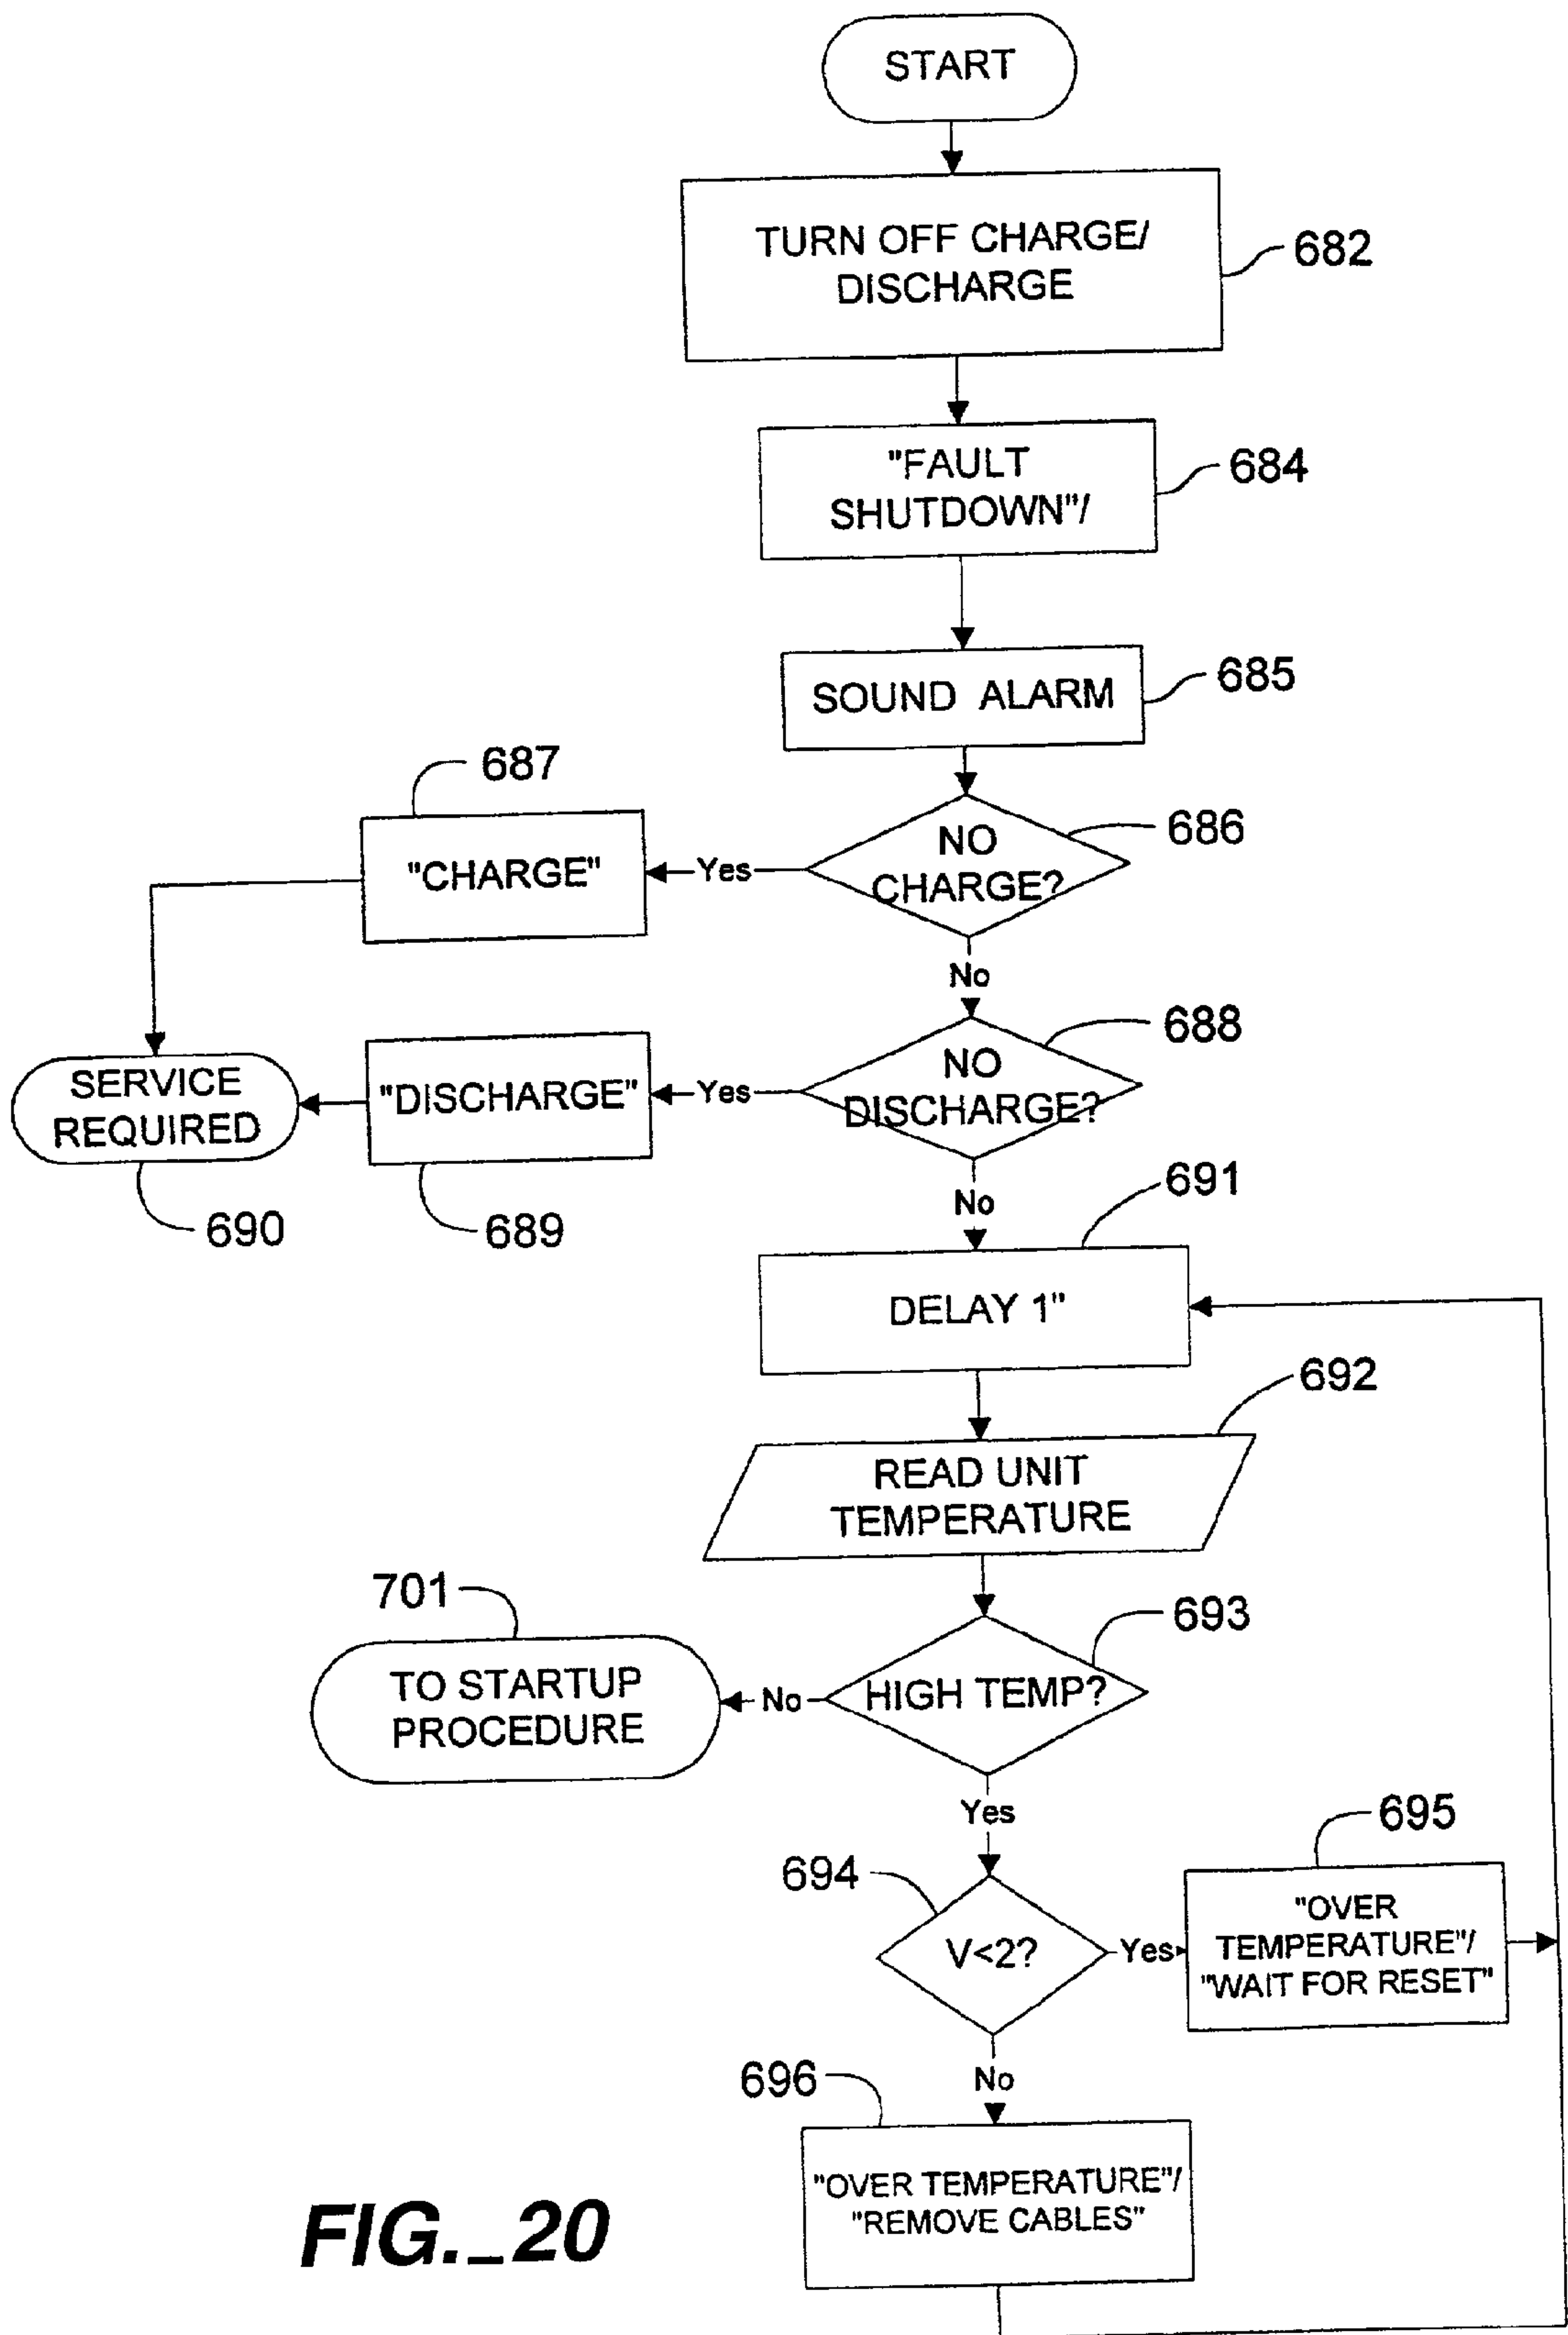 START
TURN OFF CHARGE/
DISCHARGE
682
"FAULT
SHUTDOWN"/
684
SOUND ALARM
685
687
"CHARGE"
Yes
NO
CHARGE?
686
No
SERVICE
REQUIRED
690
"DISCHARGE"
689
Yes
NO
DISCHARGE?
688
No
691
DELAY 1"
692
READ UNIT
TEMPERATURE
701
TO STARTUP
PROCEDURE
No
HIGH TEMP?
693
Yes
694
V<2?
Yes
695
"OVER
TEMPERATURE"/
"WAIT FOR RESET"
No
696
"OVER TEMPERATURE"/
"REMOVE CABLES"
FIG._20